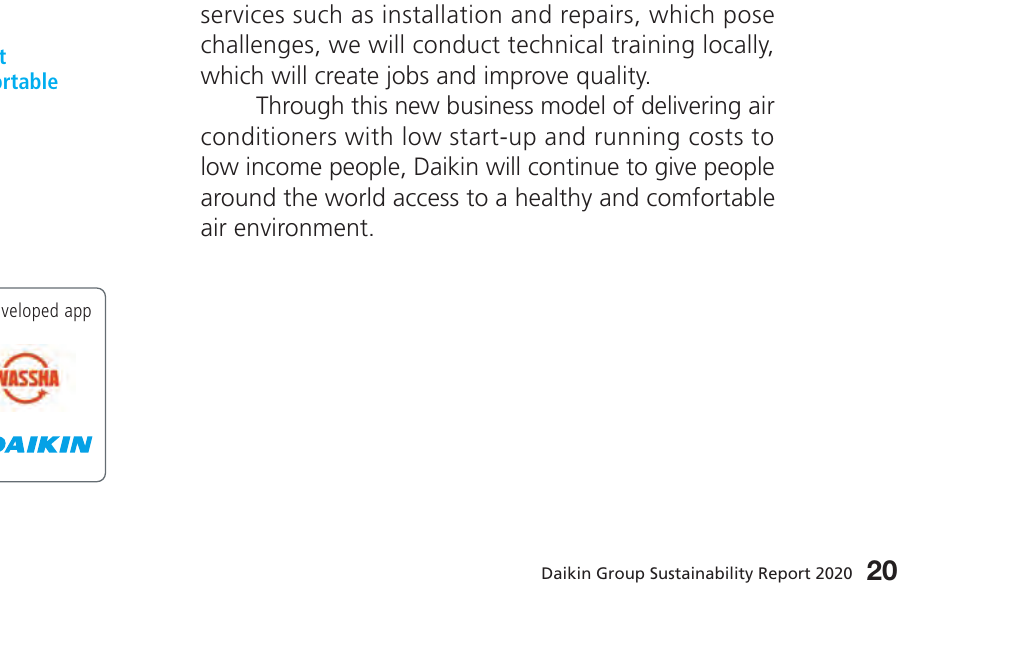 services such as installation and repairs, which pose
challenges, we will conduct technical training locally,
which will create jobs and improve quality.
Through this new business model of delivering air
conditioners with low start-up and running costs to
low income people, Daikin will continue to give people
around the world access to a healthy and comfortable
air environment.
app
WASSHA
DAIKIN
Daikin Group Sustainability Report 2020 20